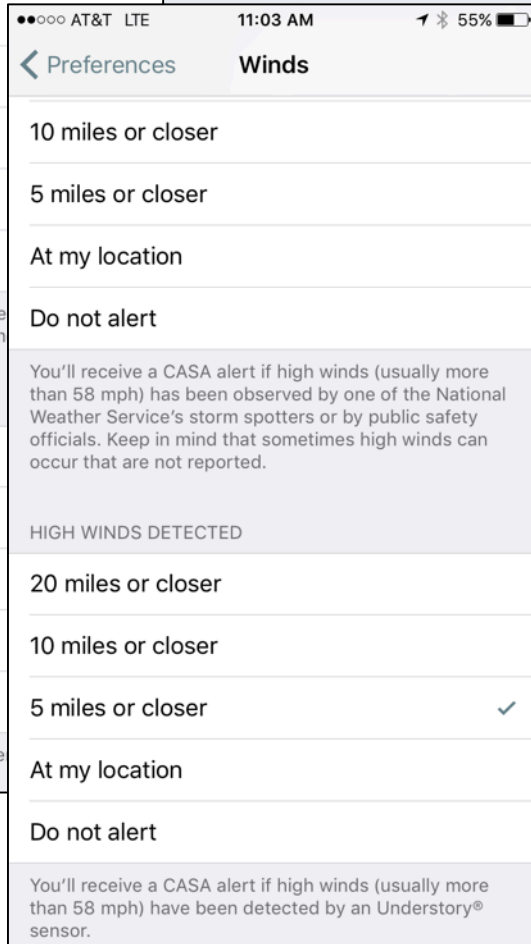 AT&T LTE 11:03 AM 55%
Preferences Winds
10 miles or closer
5 miles or closer
At my location
Do not alert
You'll receive a CASA alert if high winds (usually more
than 58 mph) has been observed by one of the National
Weather Service's storm spotters or by public safety
officials. Keep in mind that sometimes high winds can
occur that are not reported.
HIGH WINDS DETECTED
20 miles or closer
10 miles or closer
5 miles or closer
At my location
Do not alert
You'll receive a CASA alert if high winds (usually more
than 58 mph) have been detected by an Understory®
sensor.